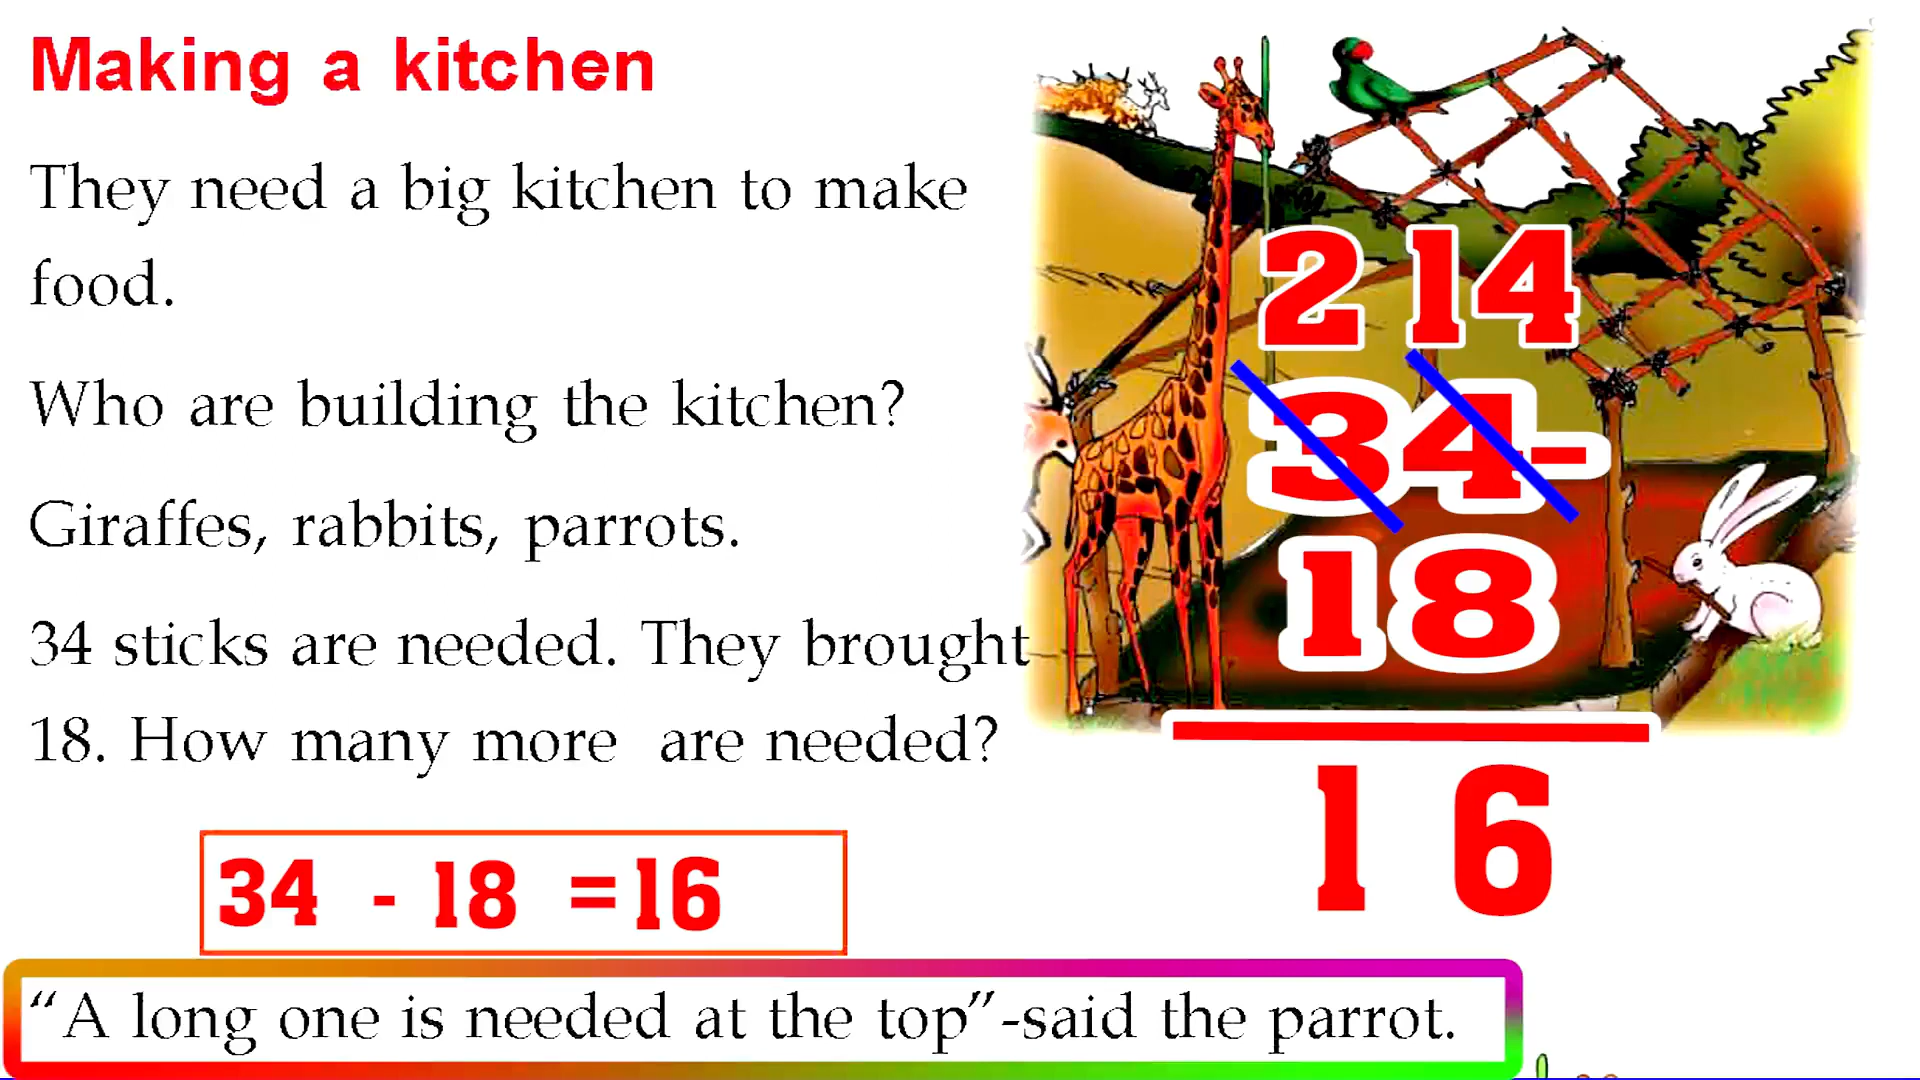 Making a kitchen
They need a big kitchen to make
food.
Who are building the kitchen?
Giraffes, rabbits, parrots.
34 sticks are needed. They brought
18. How many more are needed?
34 - 18 = 16
2 14
34-
18
1 6
“A long one is needed at the top”-said the parrot.